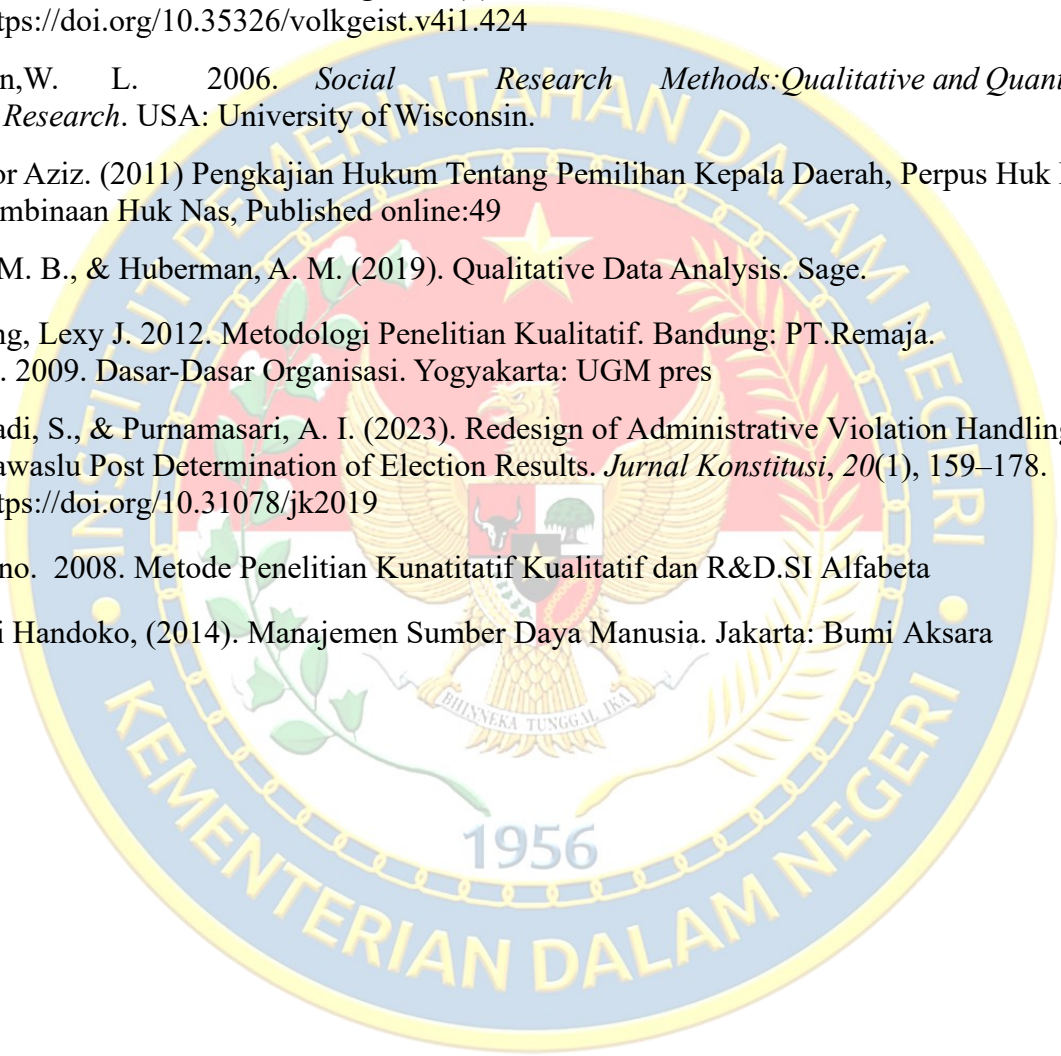 tps://doi.org/10.35326/volkgeist.v4i1.424
n,W. L. 2006. Social Research Methods:Qualitative and Quant
Research. USA: University of Wisconsin.
or Aziz. (2011) Pengkajian Hukum Tentang Pemilihan Kepala Daerah, Perpus Huk
mbinaan Huk Nas, Published online:49
M. B., & Huberman, A. M. (2019). Qualitative Data Analysis. Sage.
ng, Lexy J. 2012. Metodologi Penelitian Kualitatif. Bandung: PT.Remaja.
. 2009. Dasar-Dasar Organisasi. Yogyakarta: UGM pres
adi, S., & Purnamasari, A. I. (2023). Redesign of Administrative Violation Handling
awaslu Post Determination of Election Results. Jurnal Konstitusi, 20(1), 159–178.
tps://doi.org/10.31078/jk2019
no. 2008. Metode Penelitian Kunatitatif Kualitatif dan R&D.SI Alfabeta
i Handoko, (2014). Manajemen Sumber Daya Manusia. Jakarta: Bumi Aksara
INSTITUT PEMERINTAHAN DALAM NEGERI
BHINNEKA TUNGGAL IKA
1956
KEMENTERIAN DALAM NEGERI